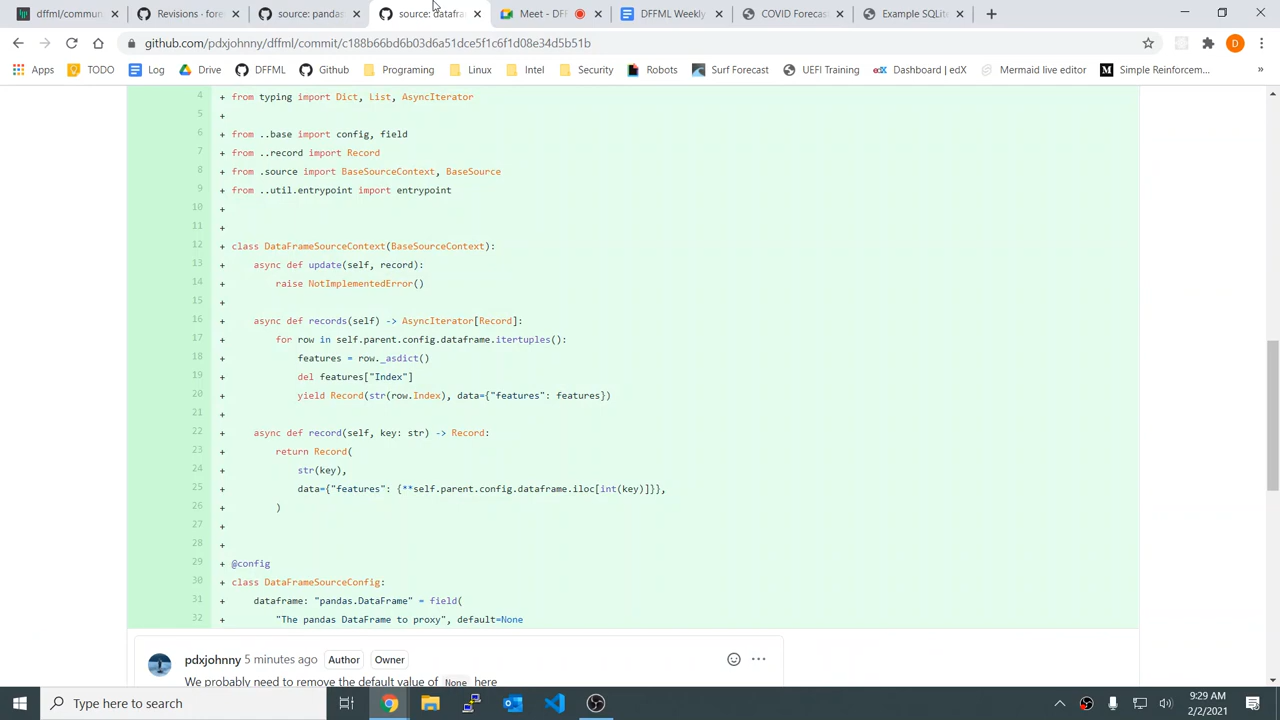 dffml/commun
Revisions · fore
source: pandas
source: datafra
Meet - DFF
DFFML Weekly
COVID Forecas
Example SQLite
github.com/pdxjohnny/dffml/commit/c188b66bd6b03d6a51dce5f1c6f1d08e34d5b51b
Apps TODO Log Drive DFFML Github Programing Linux Intel Security Robots Surf Forecast UEFI Training Dashboard | edX Mermaid live editor Simple Reinforcem... »
4 + from typing import Dict, List, AsyncIterator
5 +
6 + from ..base import config, field
7 + from ..record import Record
8 + from .source import BaseSourceContext, BaseSource
9 + from ..util.entrypoint import entrypoint
10 +
11 +
12 + class DataFrameSourceContext(BaseSourceContext):
13 + async def update(self, record):
14 + raise NotImplementedError()
15 +
16 + async def records(self) -> AsyncIterator[Record]:
17 + for row in self.parent.config.dataframe.itertuples():
18 + features = row._asdict()
19 + del features["Index"]
20 + yield Record(str(row.Index), data={"features": features})
21 +
22 + async def record(self, key: str) -> Record:
23 + return Record(
24 + str(key),
25 + data={"features": {**self.parent.config.dataframe.iloc[int(key)]}},
26 + )
27 +
28 +
29 + @config
30 + class DataFrameSourceConfig:
31 + dataframe: "pandas.DataFrame" = field(
32 + "The pandas DataFrame to proxy", default=None
pdxjohnny 5 minutes ago Author Owner
We probably need to remove the default value of None here
Type here to search
9:29 AM
2/2/2021